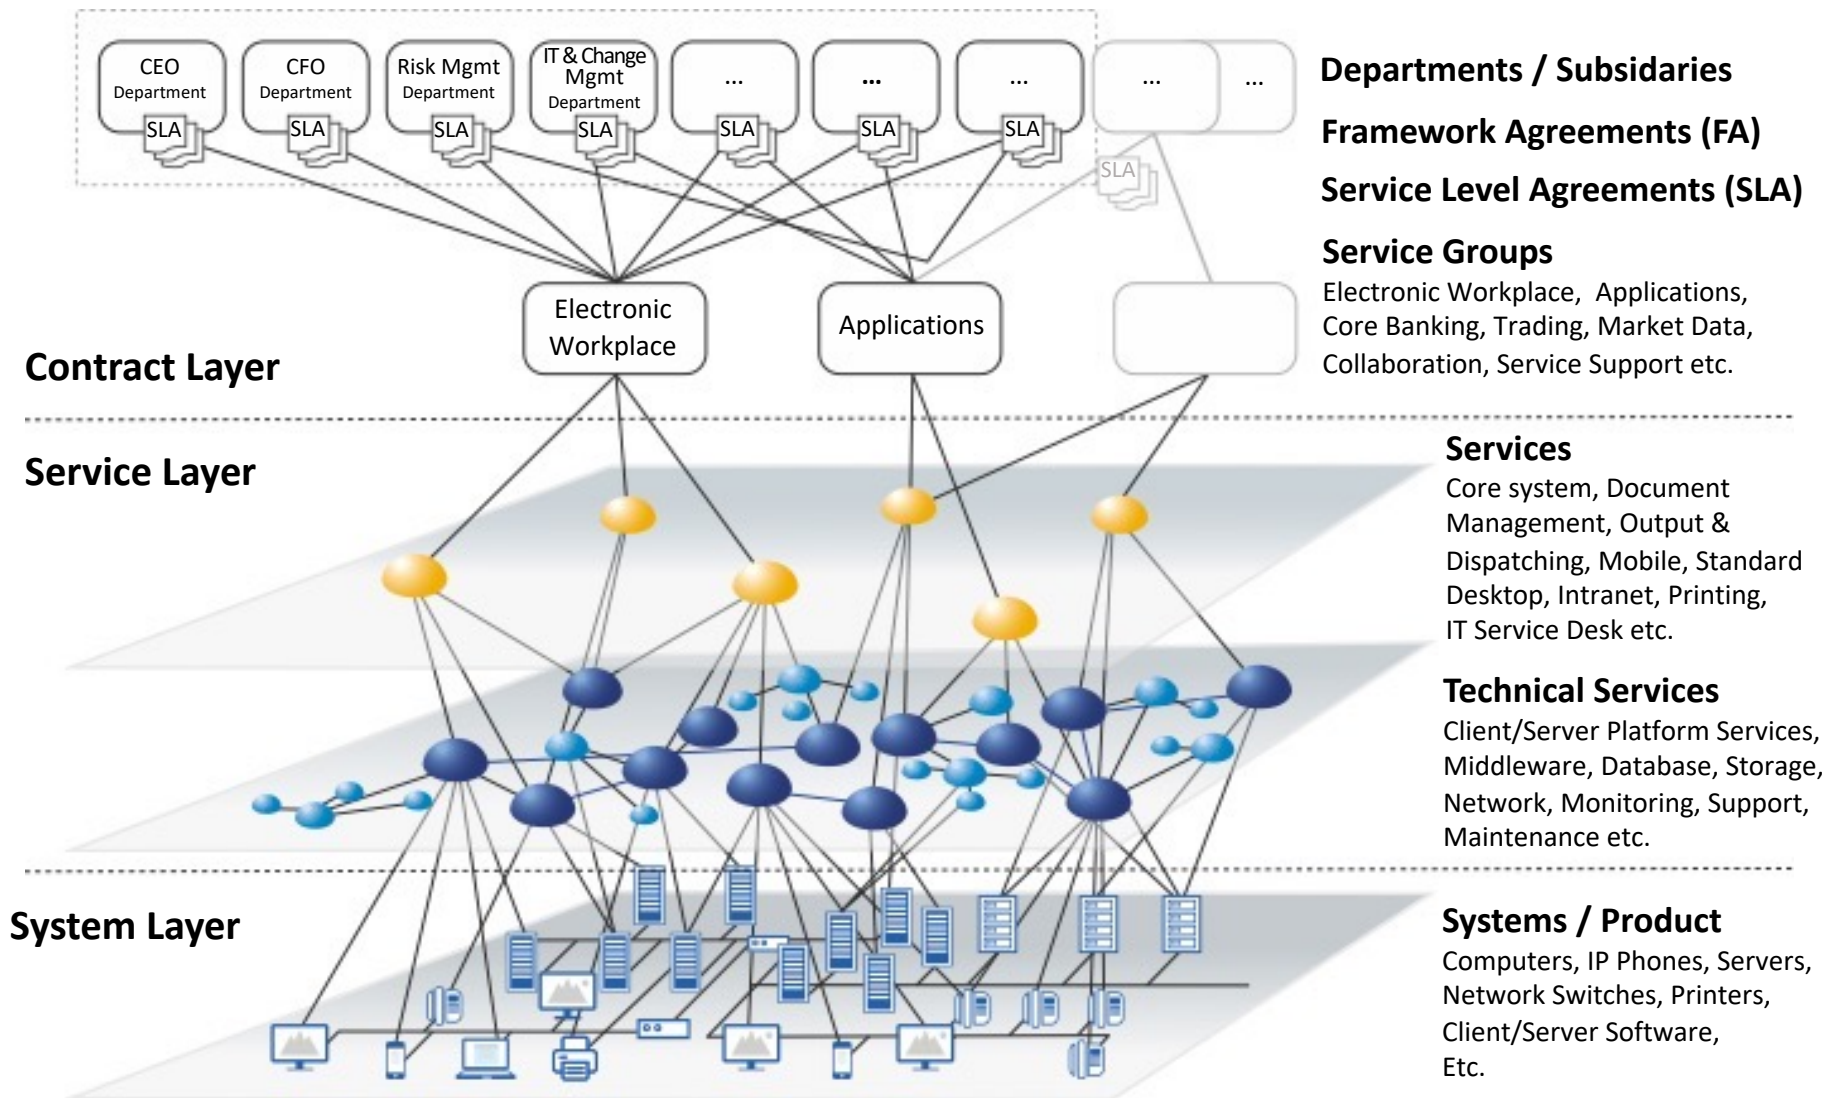 CEO
Department
CFO
Department
Risk Mgmt
Department
IT & Change
Mgmt
Department
...
...
...
...
...
SLA
SLA
SLA
SLA
SLA
SLA
SLA
SLA
Departments / Subsidaries
Framework Agreements (FA)
Service Level Agreements (SLA)
Service Groups
Electronic Workplace, Applications,
Core Banking, Trading, Market Data,
Collaboration, Service Support etc.
Electronic
Workplace
Applications
Contract Layer
Service Layer
Services
Core system, Document
Management, Output &
Dispatching, Mobile, Standard
Desktop, Intranet, Printing,
IT Service Desk etc.
Technical Services
Client/Server Platform Services,
Middleware, Database, Storage,
Network, Monitoring, Support,
Maintenance etc.
System Layer
Systems / Product
Computers, IP Phones, Servers,
Network Switches, Printers,
Client/Server Software,
Etc.